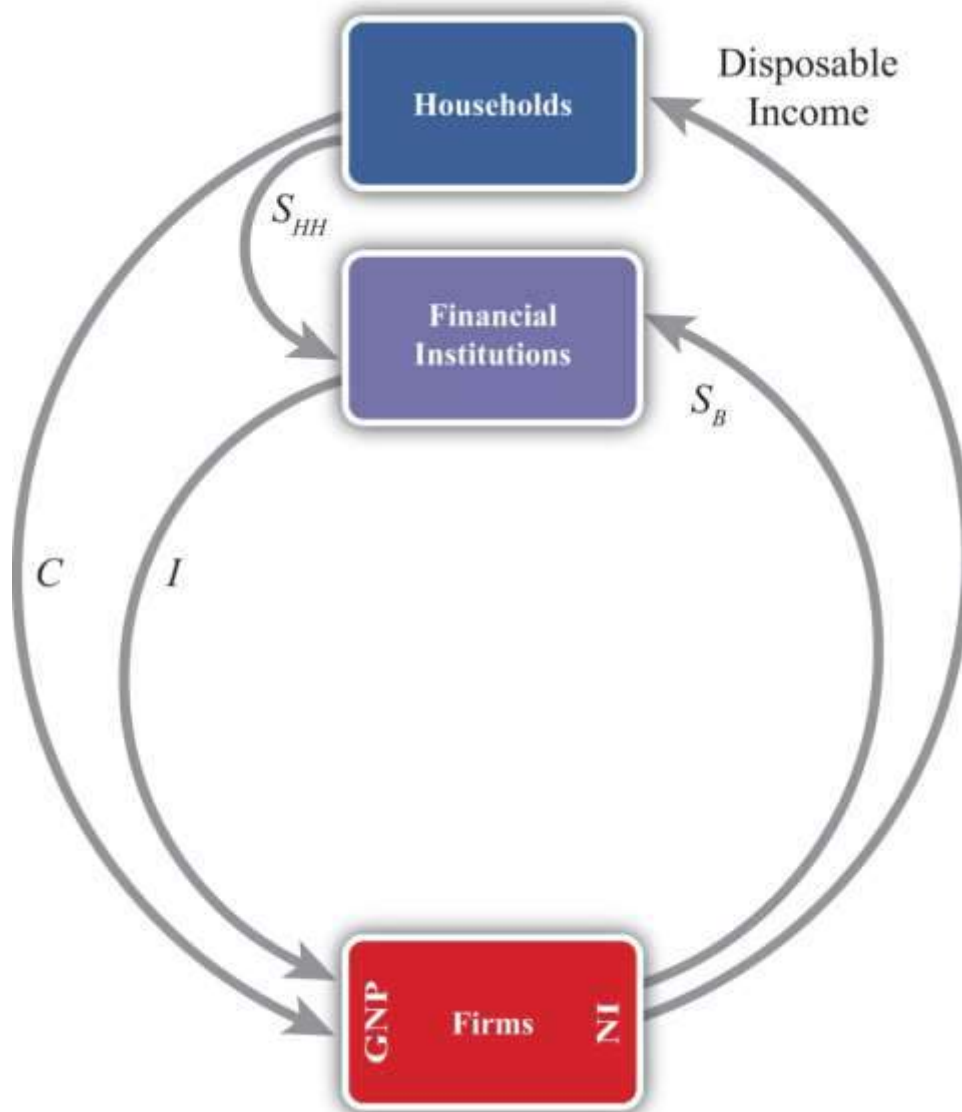 Households
Disposable
Income
S_HH
Financial
Institutions
S_B
C
I
GNP
Firms
NI